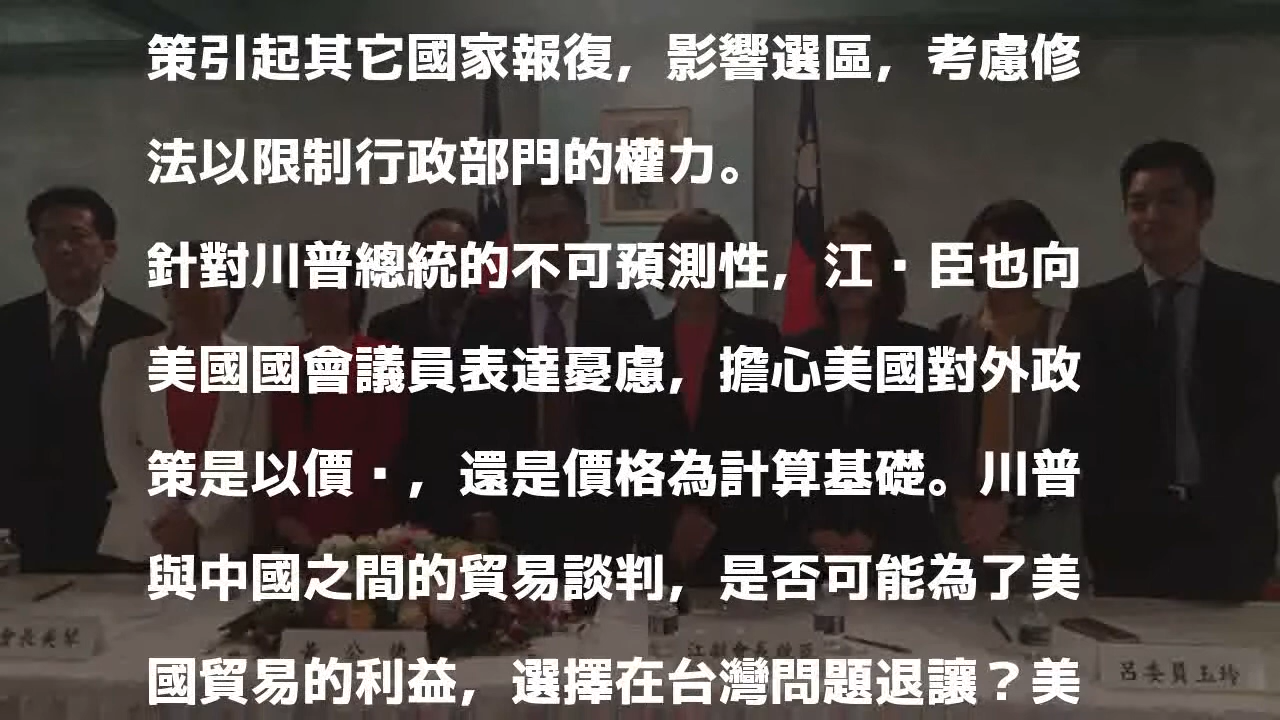 策引起其它國家報復，影響選區，考慮修
法以限制行政部門的權力。
針對川普總統的不可預測性，江·臣也向
美國國會議員表達憂慮，擔心美國對外政
策是以價·，還是價格為計算基礎。川普
與中國之間的貿易談判，是否可能為了美
國貿易的利益，選擇在台灣問題退讓？美
呂委員玉玲